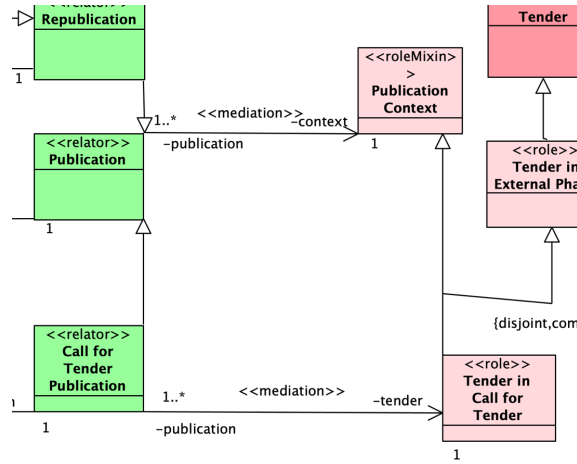 <<relator>>
Republication
1
1..*
<<mediation>>
-context
-publication
1
<<roleMixin>
>
Publication
Context
Tender
<<relator>>
Publication
1
<<role>>
Tender in
External Pha
{disjoint,com
<<relator>>
Call for
Tender
Publication
1
1..*
<<mediation>>
-tender
-publication
<<role>>
Tender in
Call for
Tender
1